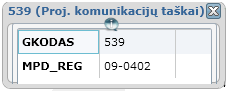 539 (Proj. komunikacijų taškai)
GKODAS 539
MPD_REG 09-0402